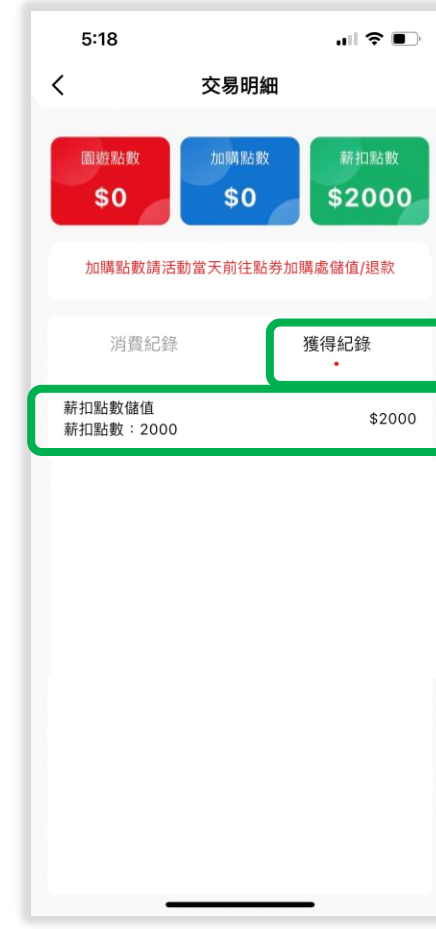 5:18
交易明細
園遊點數
加購點數
薪扣點數
$0
$0
$2000
加購點數請活動當天前往點券加購處儲值/退款
消費紀錄
獲得紀錄
薪扣點數儲值
薪扣點數：2000
$2000